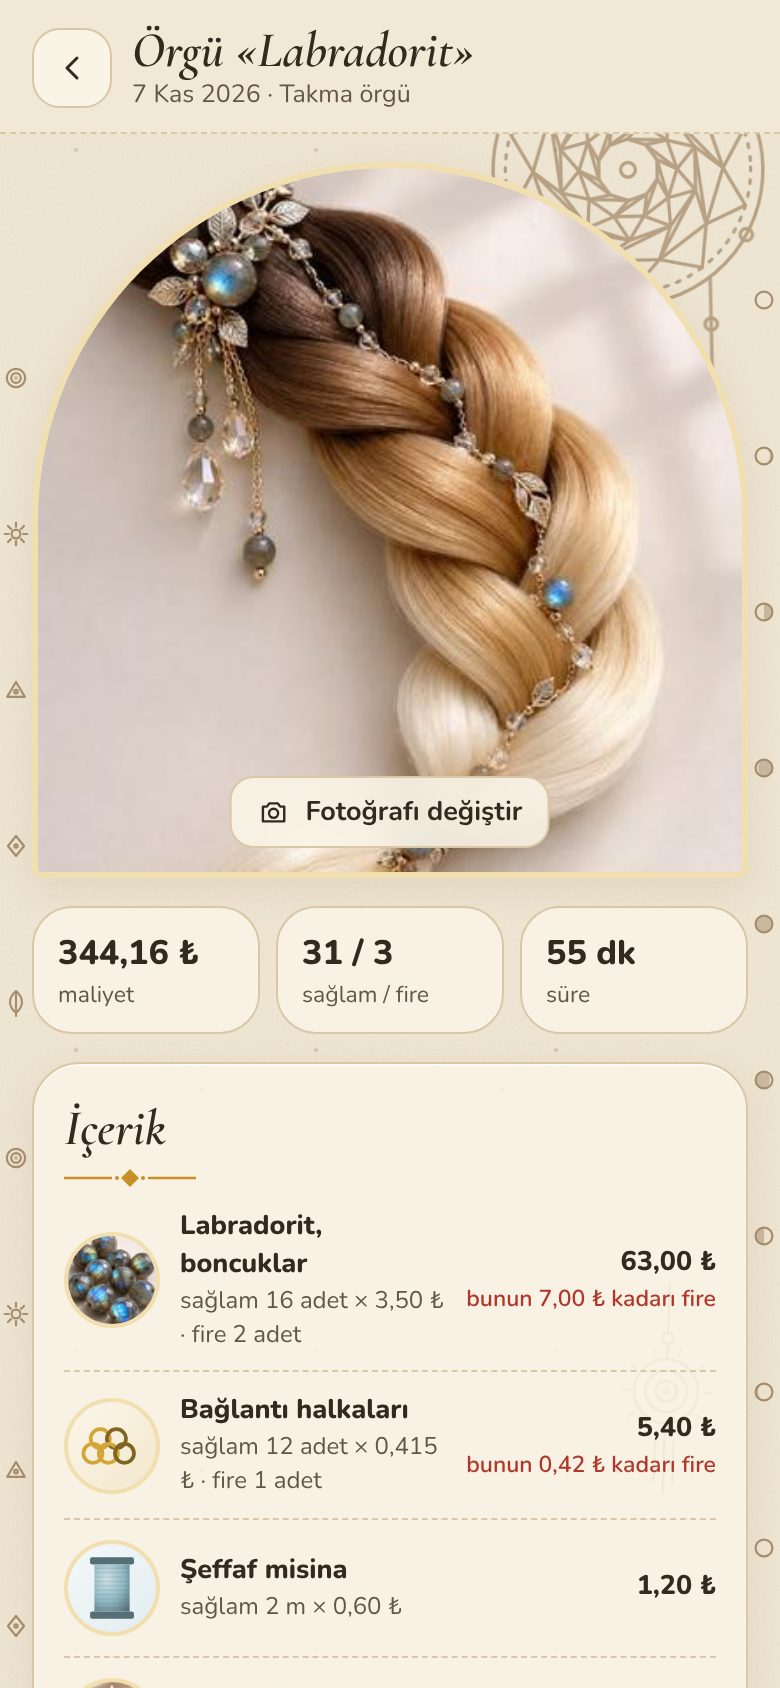 Örgü «Labradorit»
7 Kas 2026 · Takma örgü
Fotoğrafı değiştir
344,16 ₺
maliyet
31 / 3
sağlam / fire
55 dk
süre
İçerik
Labradorit,
boncuklar
sağlam 16 adet × 3,50 ₺
· fire 2 adet
63,00 ₺
bunun 7,00 ₺ kadarı fire
Bağlantı halkaları
sağlam 12 adet × 0,415
₺ · fire 1 adet
5,40 ₺
bunun 0,42 ₺ kadarı fire
Şeffaf misina
sağlam 2 m × 0,60 ₺
1,20 ₺